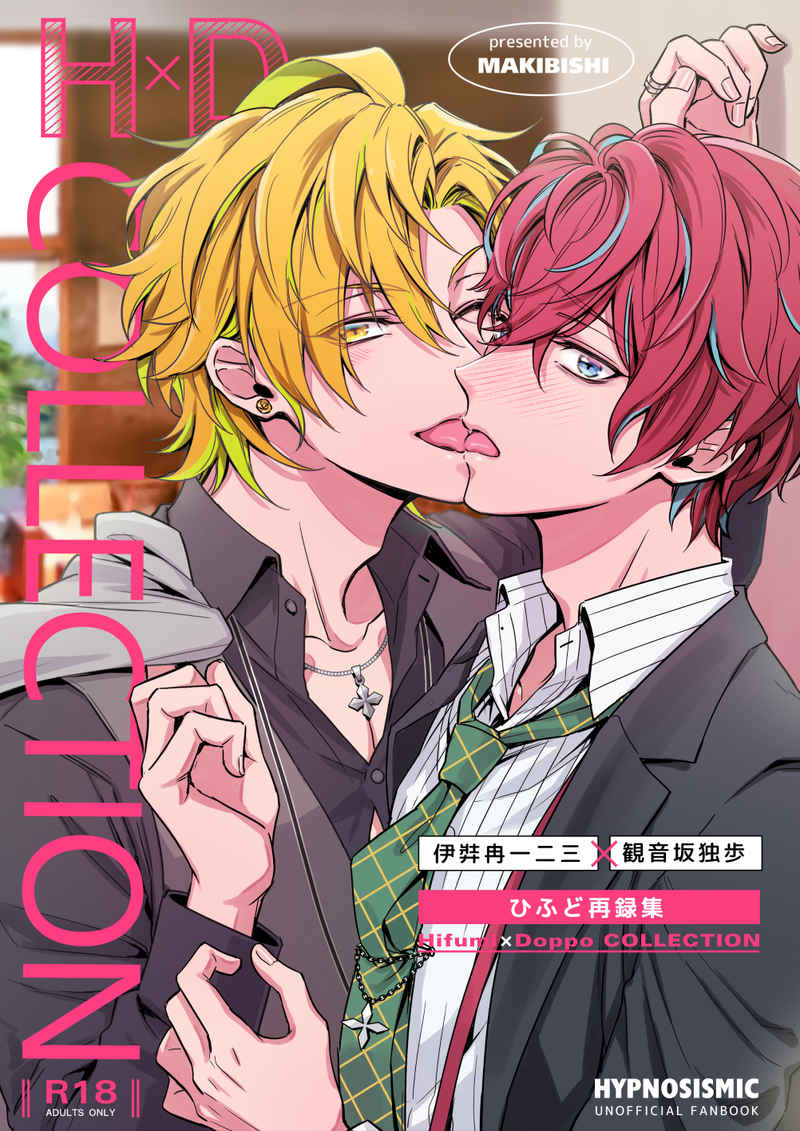 H×D
COLLECTION
presented by
MAKIBISHI
伊弉冉一二三×観音坂独歩
ひふど再録集
Hifumi×Doppo COLLECTION
R18
ADULTS ONLY
HYPNOSISMIC
UNOFFICIAL FANBOOK